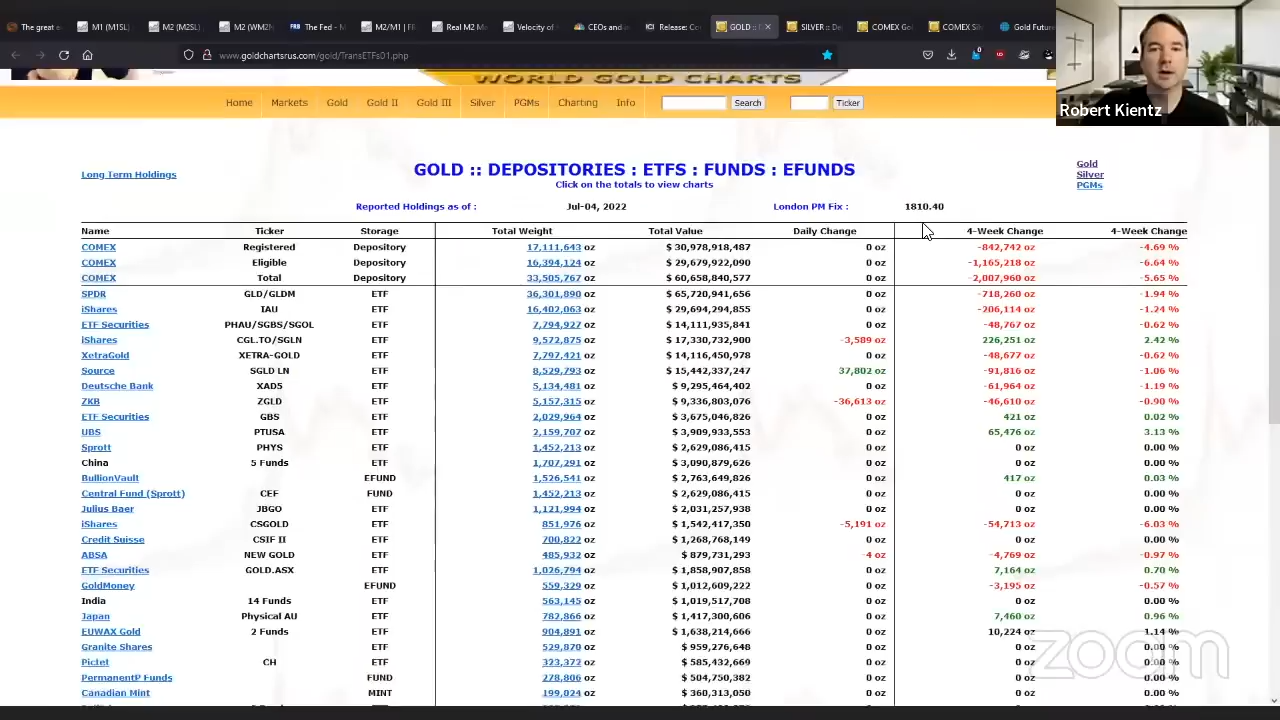 The great
M1 (M1SL)
M2 (M2SL)
M2 (WM2N
The Fed - M
M2/M1 | FR
Real M2 Mo
Velocity of
CEOs and
Release: Co
GOLD :: D
SILVER :: De
COMEX Gol
COMEX Sil
Gold Future
www.goldchartsrus.com/gold/TransETFs01.php
Robert Kientz
WORLD GOLD CHARTS
Home Markets Gold Gold II Gold III Silver PGMs Charting Info Search Ticker
GOLD :: DEPOSITORIES : ETFS : FUNDS : EFUNDS
Click on the totals to view charts
Long Term Holdings
Gold
Silver
PGMs
Reported Holdings as of : Jul-04, 2022 London PM Fix : 1810.40
Name Ticker Storage Total Weight Total Value Daily Change 4-Week Change 4-Week Change
COMEX Registered Depository 17,111,643 oz $ 30,978,918,487 0 oz -842,742 oz -4.69 %
COMEX Eligible Depository 16,394,124 oz $ 29,679,922,090 0 oz -1,165,218 oz -6.64 %
COMEX Total Depository 33,505,767 oz $ 60,658,840,577 0 oz -2,007,960 oz -5.65 %
SPDR GLD/GLDM ETF 36,301,890 oz $ 65,720,941,656 0 oz -718,260 oz -1.94 %
iShares IAU ETF 16,402,063 oz $ 29,694,294,855 0 oz -206,114 oz -1.24 %
ETF Securities PHAU/SGBS/SGOL ETF 7,794,927 oz $ 14,111,935,841 0 oz -48,767 oz -0.62 %
iShares CGL.TO/SGLN ETF 9,572,875 oz $ 17,330,732,900 -3,589 oz 226,251 oz 2.42 %
XetraGold XETRA-GOLD ETF 7,797,421 oz $ 14,116,450,978 0 oz -48,677 oz -0.62 %
Source SGLD LN ETF 8,529,793 oz $ 15,442,337,247 37,802 oz -91,816 oz -1.06 %
Deutsche Bank XAD5 ETF 5,134,481 oz $ 9,295,464,402 0 oz -61,964 oz -1.19 %
ZKB ZGLD ETF 5,157,315 oz $ 9,336,803,076 -36,613 oz -46,610 oz -0.90 %
ETF Securities GBS ETF 2,029,964 oz $ 3,675,046,826 0 oz 421 oz 0.02 %
UBS PTUSA ETF 2,159,707 oz $ 3,909,933,553 0 oz 65,476 oz 3.13 %
Sprott PHYS ETF 1,452,213 oz $ 2,629,086,415 0 oz 0 oz 0.00 %
China 5 Funds ETF 1,707,291 oz $ 3,090,879,626 0 oz 0 oz 0.00 %
BullionVault EFUND 1,526,541 oz $ 2,763,649,826 0 oz 417 oz 0.03 %
Central Fund (Sprott) CEF FUND 1,452,213 oz $ 2,629,086,415 0 oz 0 oz 0.00 %
Julius Baer JBGO ETF 1,121,994 oz $ 2,031,257,938 0 oz 0 oz 0.00 %
iShares CSGOLD ETF 851,976 oz $ 1,542,417,350 -5,191 oz -54,713 oz -6.03 %
Credit Suisse CSIF II ETF 700,822 oz $ 1,268,768,149 0 oz 0 oz 0.00 %
ABSA NEW GOLD ETF 485,932 oz $ 879,731,293 -4 oz -4,769 oz -0.97 %
ETF Securities GOLD.ASX ETF 1,026,794 oz $ 1,858,907,858 0 oz 7,164 oz 0.70 %
GoldMoney EFUND 559,329 oz $ 1,012,609,222 0 oz -3,195 oz -0.57 %
India 14 Funds ETF 563,145 oz $ 1,019,517,708 0 oz 0 oz 0.00 %
Japan Physical AU ETF 782,866 oz $ 1,417,300,606 0 oz 7,460 oz 0.96 %
EUWAX Gold 2 Funds ETF 904,891 oz $ 1,638,214,666 0 oz 10,224 oz 1.14 %
Granite Shares ETF 529,870 oz $ 959,276,648 0 oz 0 oz 0.00 %
Pictet CH ETF 323,372 oz $ 585,432,669 0 oz 0 oz 0.00 %
PermanentP Funds FUND 278,806 oz $ 504,750,382 0 oz 0 oz 0.00 %
Canadian Mint MINT 199,024 oz $ 360,313,050 0 oz 0 oz 0.00 %
zoom